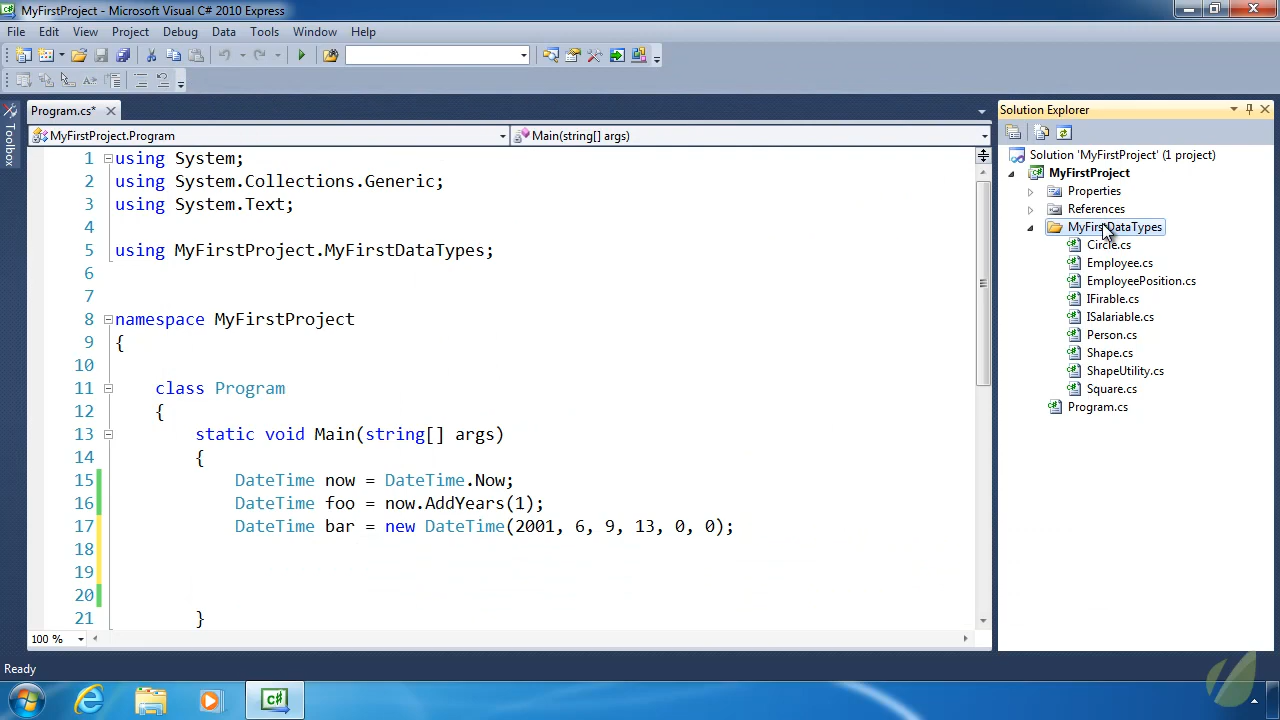 MyFirstProject - Microsoft Visual C# 2010 Express
File Edit View Project Debug Data Tools Window Help
Toolbox
Program.cs*
MyFirstProject.Program
Main(string[] args)
1 using System;
2 using System.Collections.Generic;
3 using System.Text;
4
5 using MyFirstProject.MyFirstDataTypes;
6
7
8 namespace MyFirstProject
9 {
10
11 class Program
12 {
13 static void Main(string[] args)
14 {
15 DateTime now = DateTime.Now;
16 DateTime foo = now.AddYears(1);
17 DateTime bar = new DateTime(2001, 6, 9, 13, 0, 0);
18
19
20
21 }
100 %
Solution Explorer
Solution 'MyFirstProject' (1 project)
MyFirstProject
Properties
References
MyFirstDataTypes
Circle.cs
Employee.cs
EmployeePosition.cs
IFirable.cs
ISalariable.cs
Person.cs
Shape.cs
ShapeUtility.cs
Square.cs
Program.cs
Ready
C#